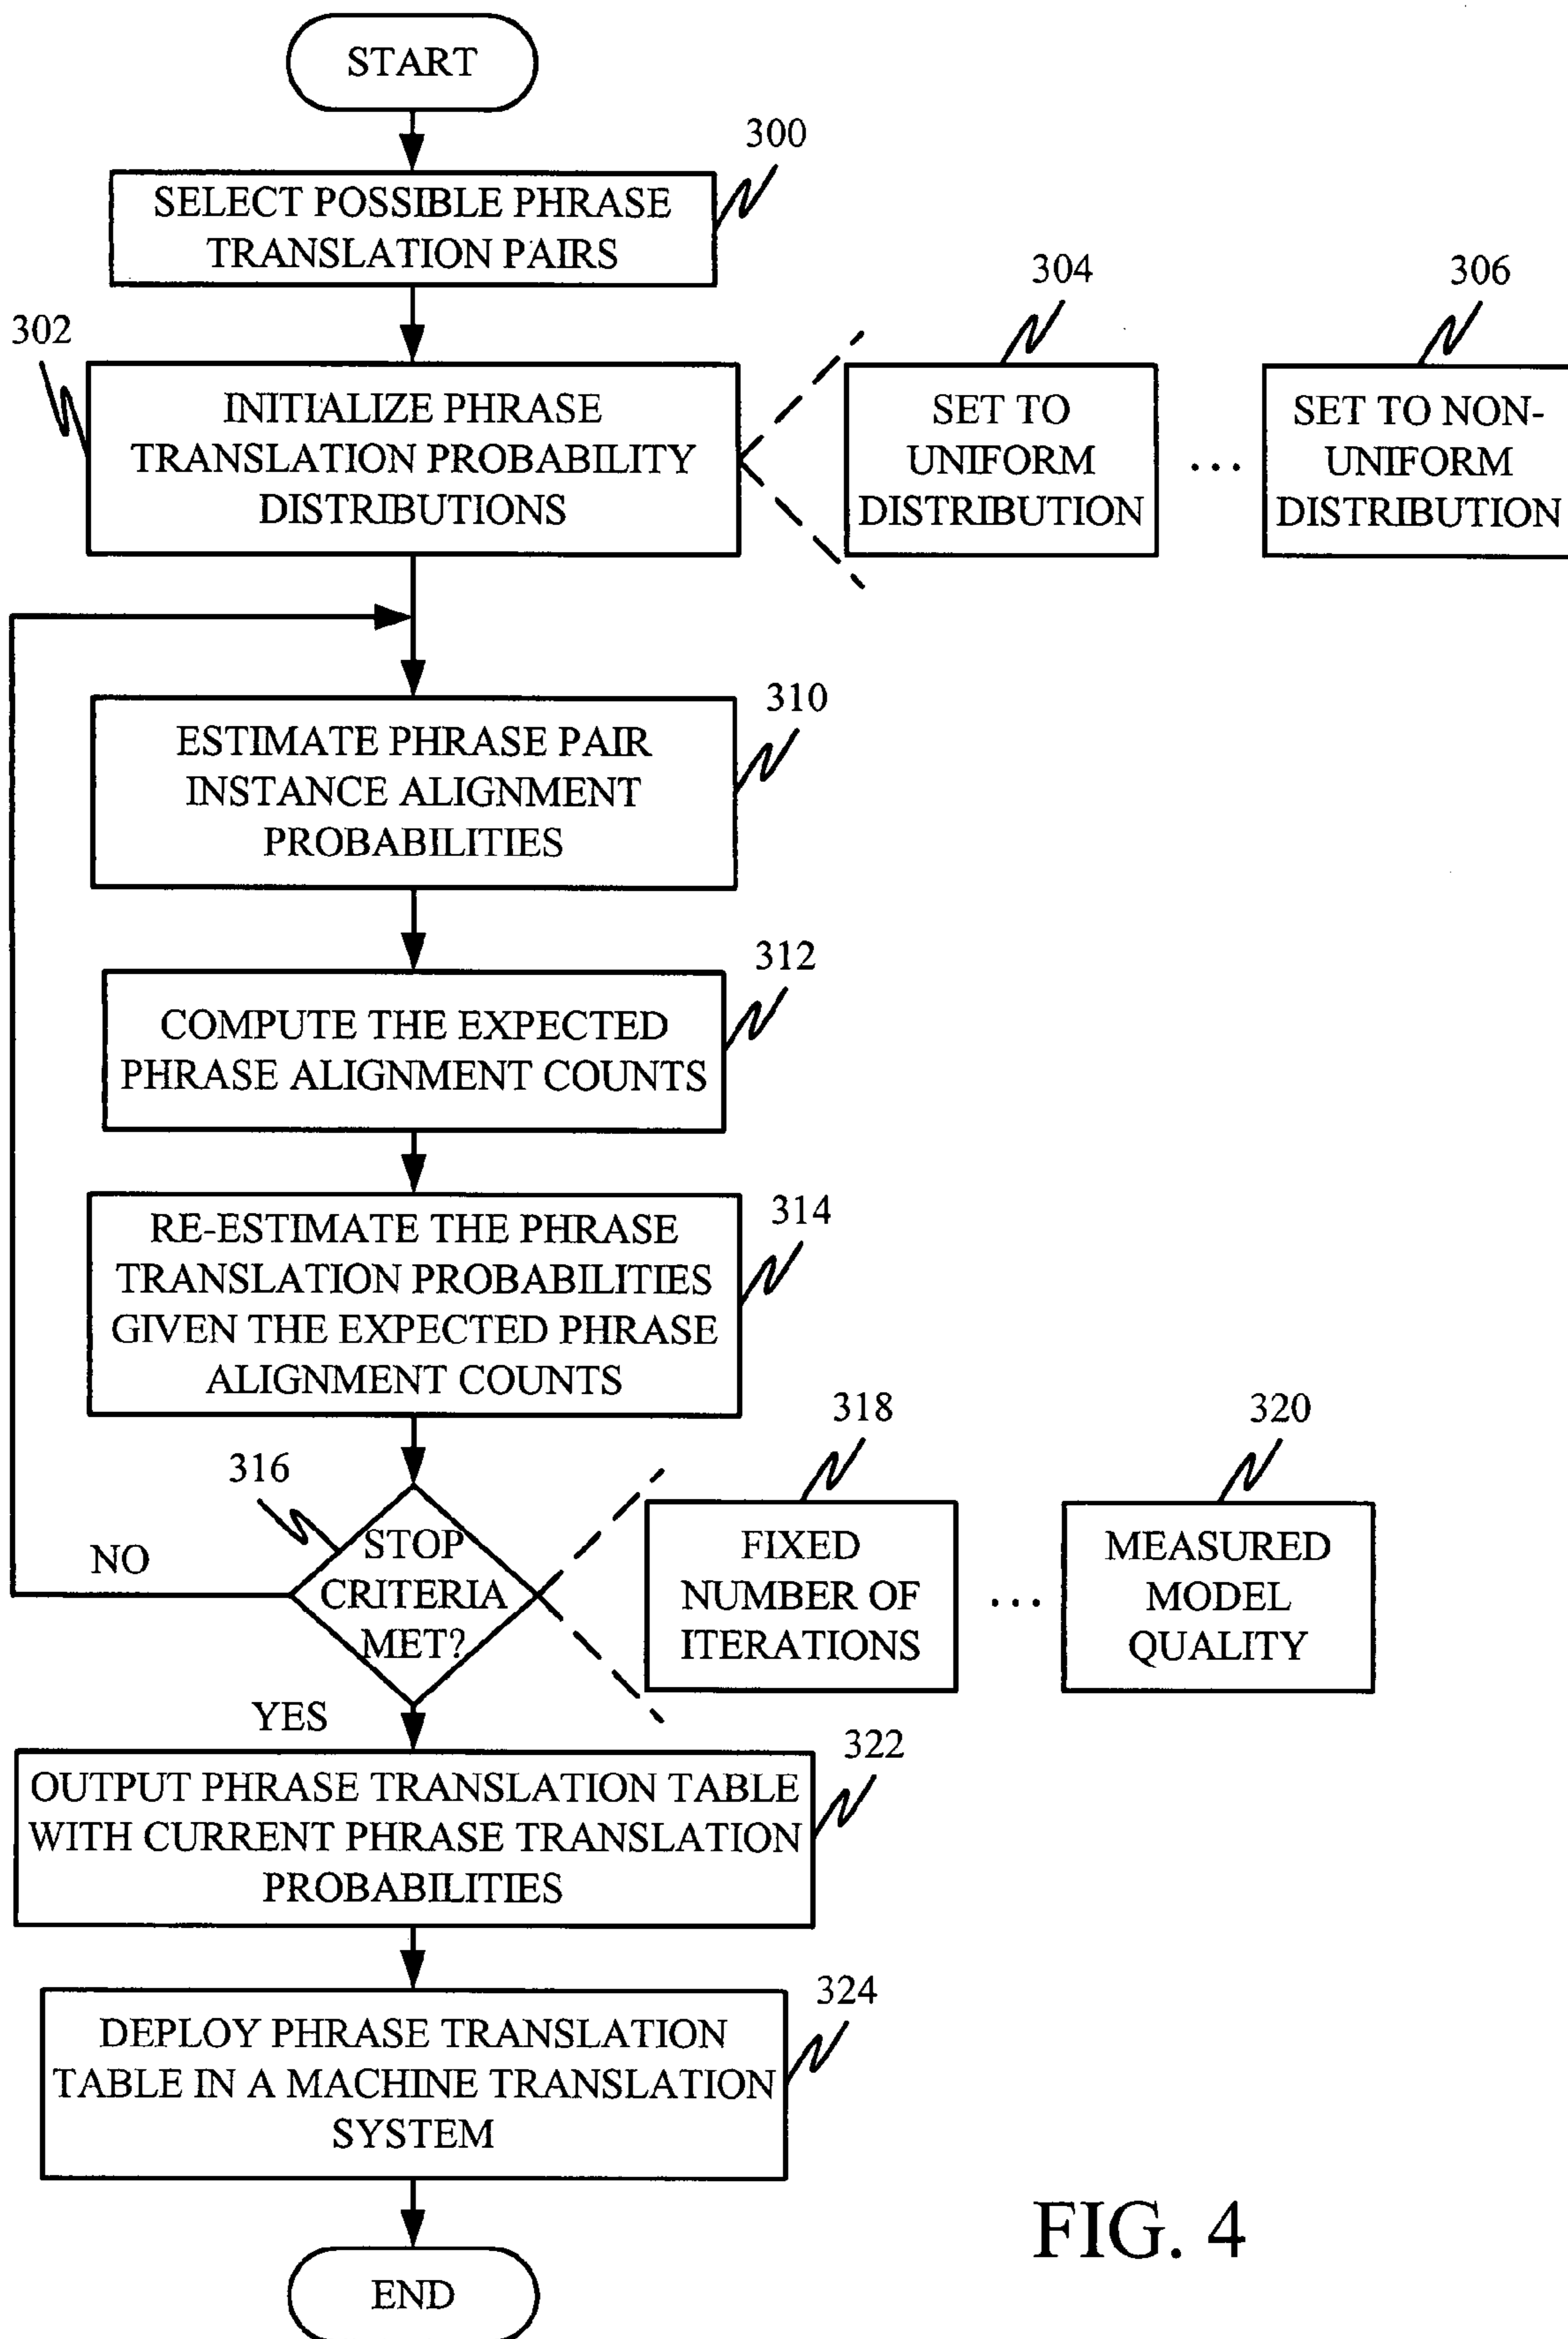 START
300
SELECT POSSIBLE PHRASE
TRANSLATION PAIRS
302
INITIALIZE PHRASE
TRANSLATION PROBABILITY
DISTRIBUTIONS
304
SET TO
UNIFORM
DISTRIBUTION
...
306
SET TO NON-
UNIFORM
DISTRIBUTION
310
ESTIMATE PHRASE PAIR
INSTANCE ALIGNMENT
PROBABILITIES
312
COMPUTE THE EXPECTED
PHRASE ALIGNMENT COUNTS
314
RE-ESTIMATE THE PHRASE
TRANSLATION PROBABILITIES
GIVEN THE EXPECTED PHRASE
ALIGNMENT COUNTS
316
STOP
CRITERIA
MET?
NO
318
FIXED
NUMBER OF
ITERATIONS
...
320
MEASURED
MODEL
QUALITY
YES
322
OUTPUT PHRASE TRANSLATION TABLE
WITH CURRENT PHRASE TRANSLATION
PROBABILITIES
324
DEPLOY PHRASE TRANSLATION
TABLE IN A MACHINE TRANSLATION
SYSTEM
END
FIG. 4